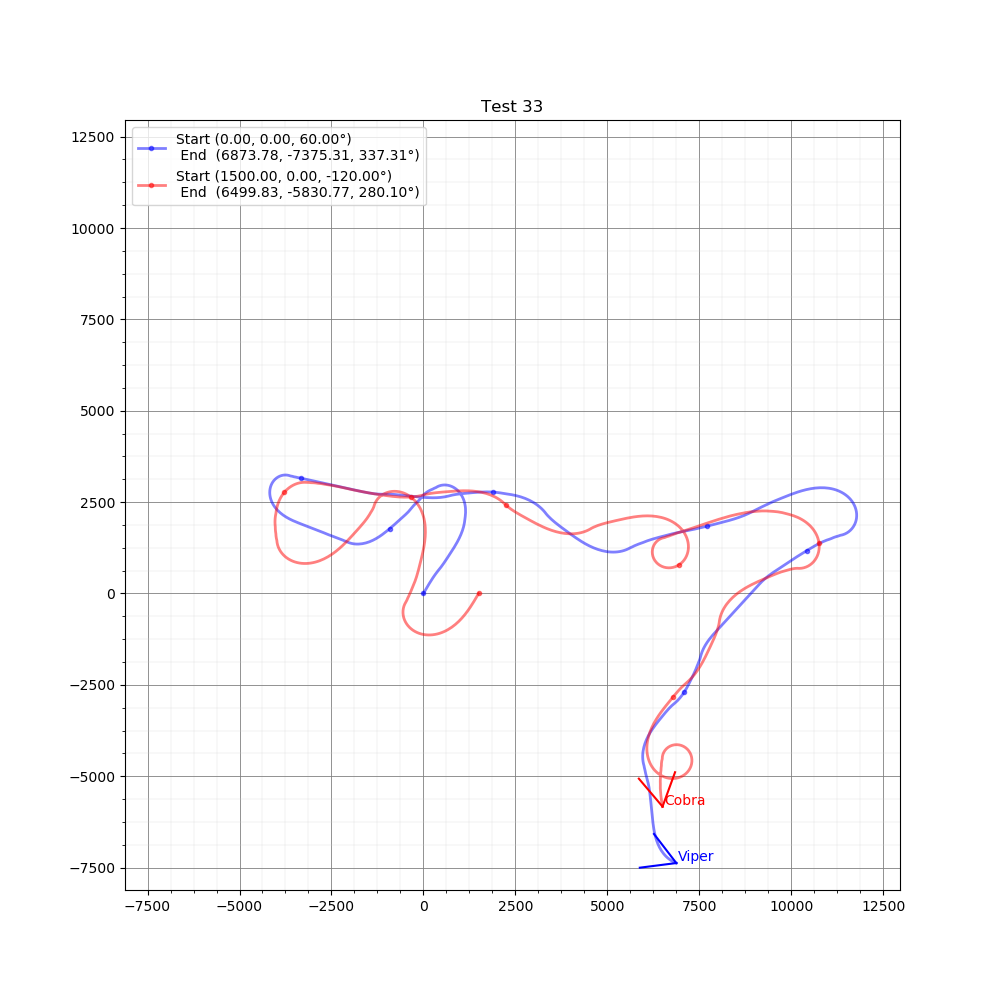 Test 33
Start (0.00, 0.00, 60.00°)
End (6873.78, -7375.31, 337.31°)
Start (1500.00, 0.00, -120.00°)
End (6499.83, -5830.77, 280.10°)
12500
10000
7500
5000
2500
0
−2500
−5000
−7500
Cobra
Viper
−7500 −5000 −2500 0 2500 5000 7500 10000 12500